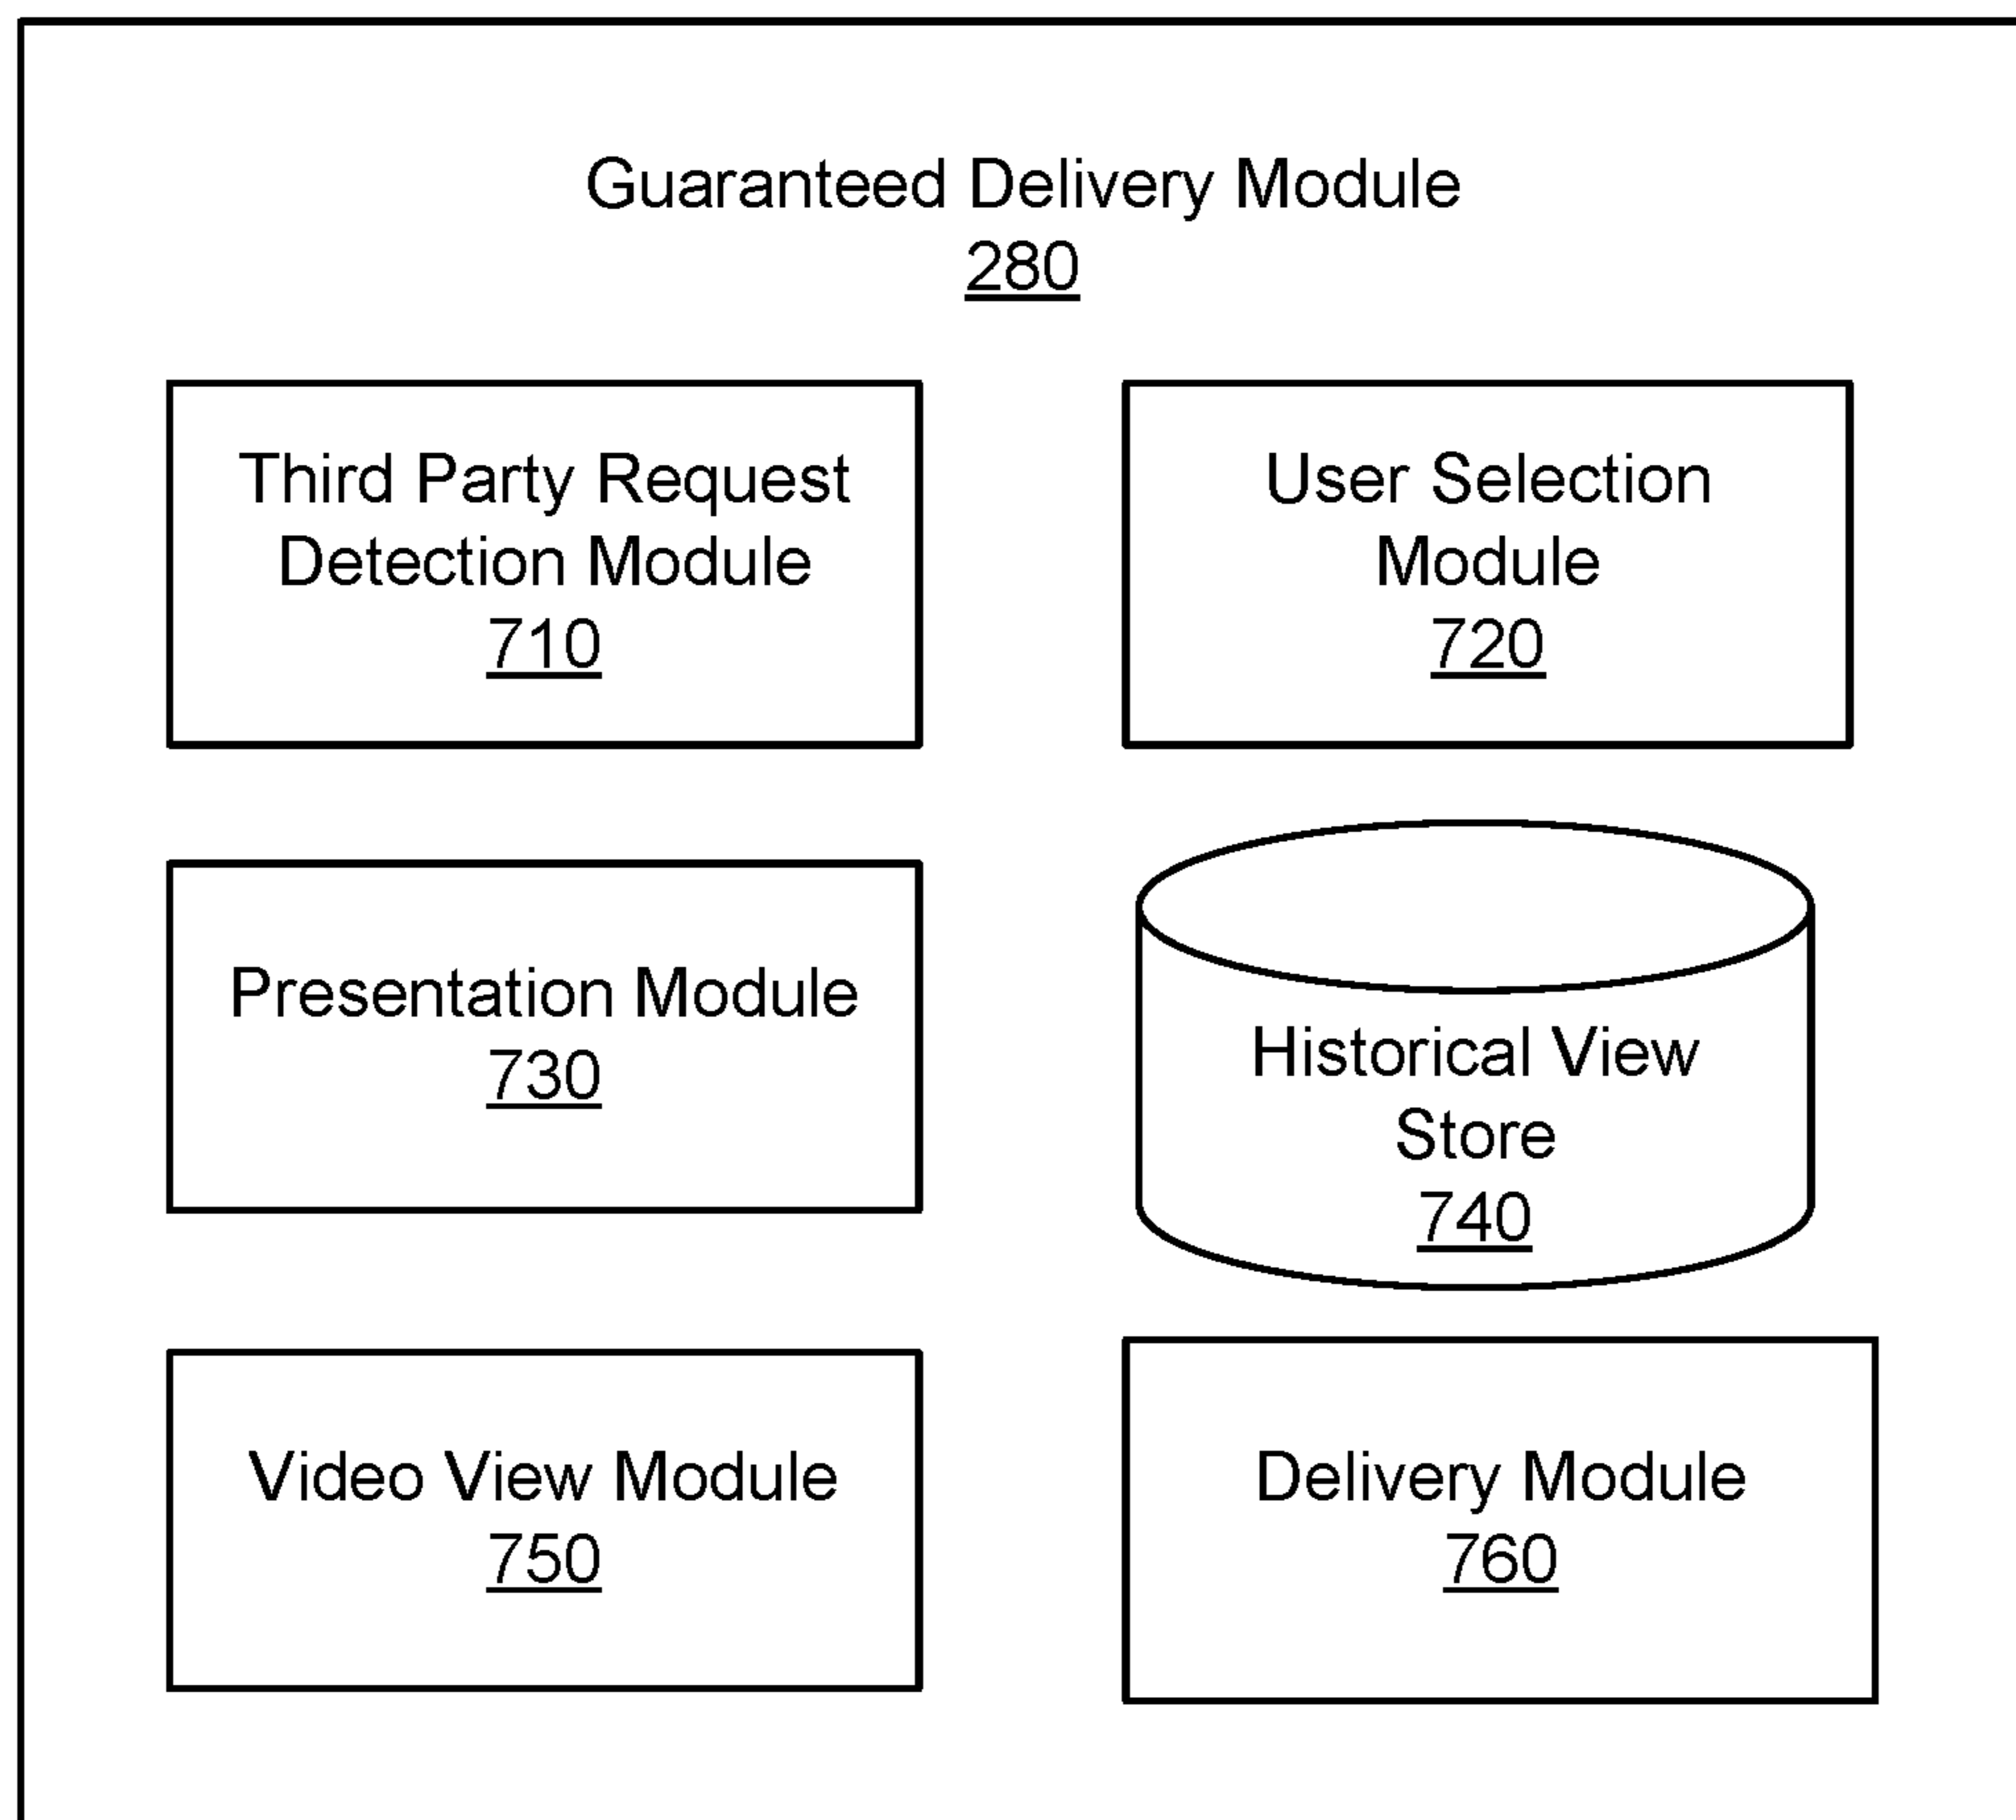 Guaranteed Delivery Module
280
Third Party Request
Detection Module
710
User Selection
Module
720
Presentation Module
730
Historical View
Store
740
Video View Module
750
Delivery Module
760